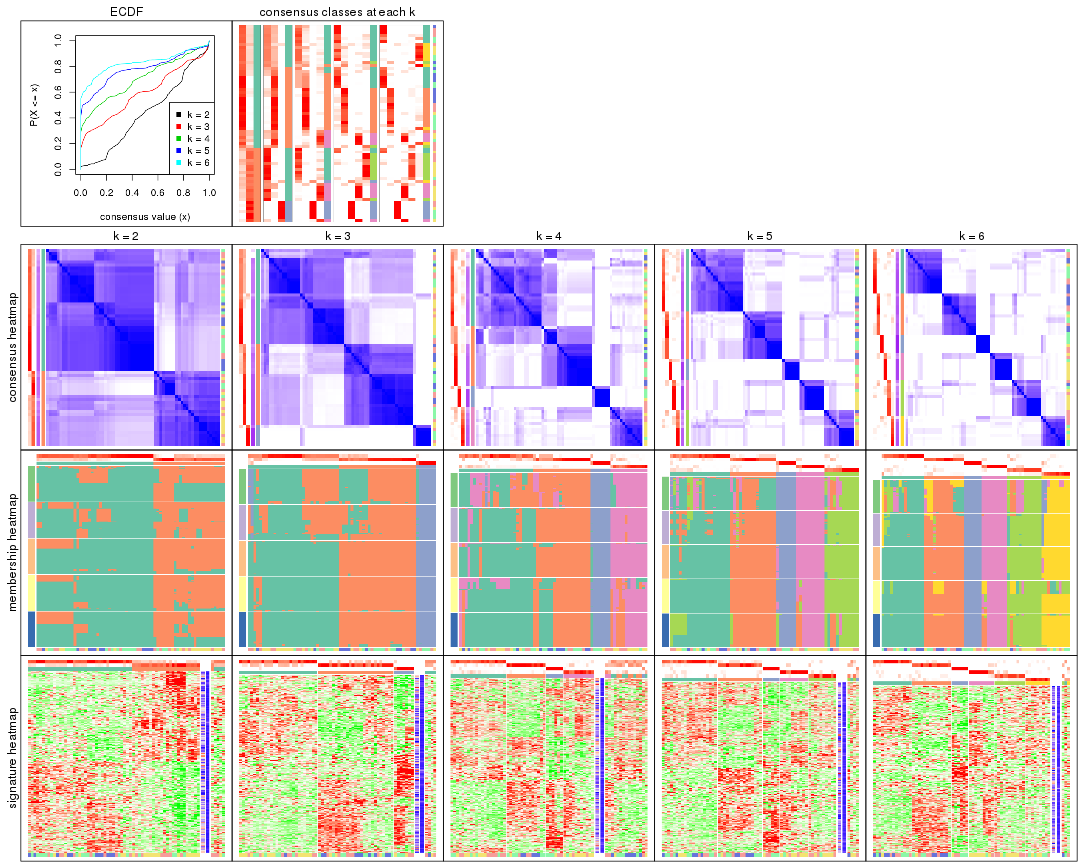 ECDF
consensus classes at each k
P(X <= x)
0.0
0.2
0.4
0.6
0.8
1.0
k = 2
k = 3
k = 4
k = 5
k = 6
0.0 0.2 0.4 0.6 0.8 1.0
consensus value (x)
k = 2
k = 3
k = 4
k = 5
k = 6
consensus heatmap
membership heatmap
signature heatmap